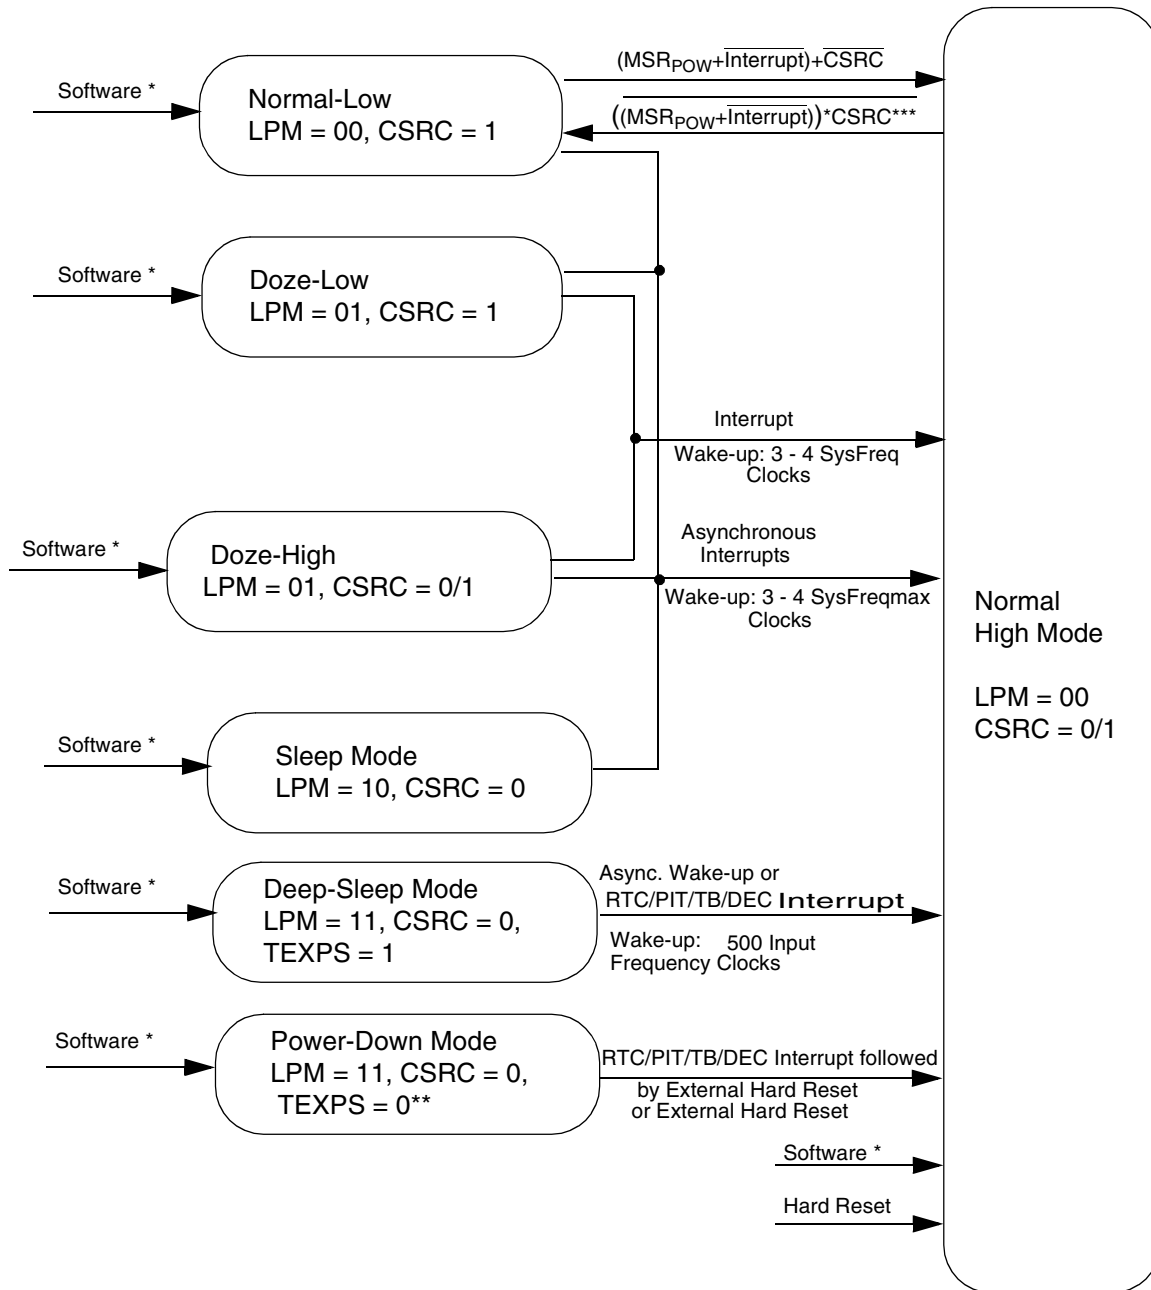 Software *
Normal-Low
LPM = 00, CSRC = 1
(MSRPOW+Interrupt)+CSRC
((MSRPOW+Interrupt))*CSRC***
Software *
Doze-Low
LPM = 01, CSRC = 1
Interrupt
Wake-up: 3 - 4 SysFreq
Clocks
Software *
Doze-High
LPM = 01, CSRC = 0/1
Asynchronous
Interrupts
Wake-up: 3 - 4 SysFreqmax
Clocks
Normal
High Mode
LPM = 00
CSRC = 0/1
Software *
Sleep Mode
LPM = 10, CSRC = 0
Software *
Deep-Sleep Mode
LPM = 11, CSRC = 0,
TEXPS = 1
Async. Wake-up or
RTC/PIT/TB/DEC Interrupt
Wake-up: 500 Input
Frequency Clocks
Software *
Power-Down Mode
LPM = 11, CSRC = 0,
TEXPS = 0**
RTC/PIT/TB/DEC Interrupt followed
by External Hard Reset
or External Hard Reset
Software *
Hard Reset